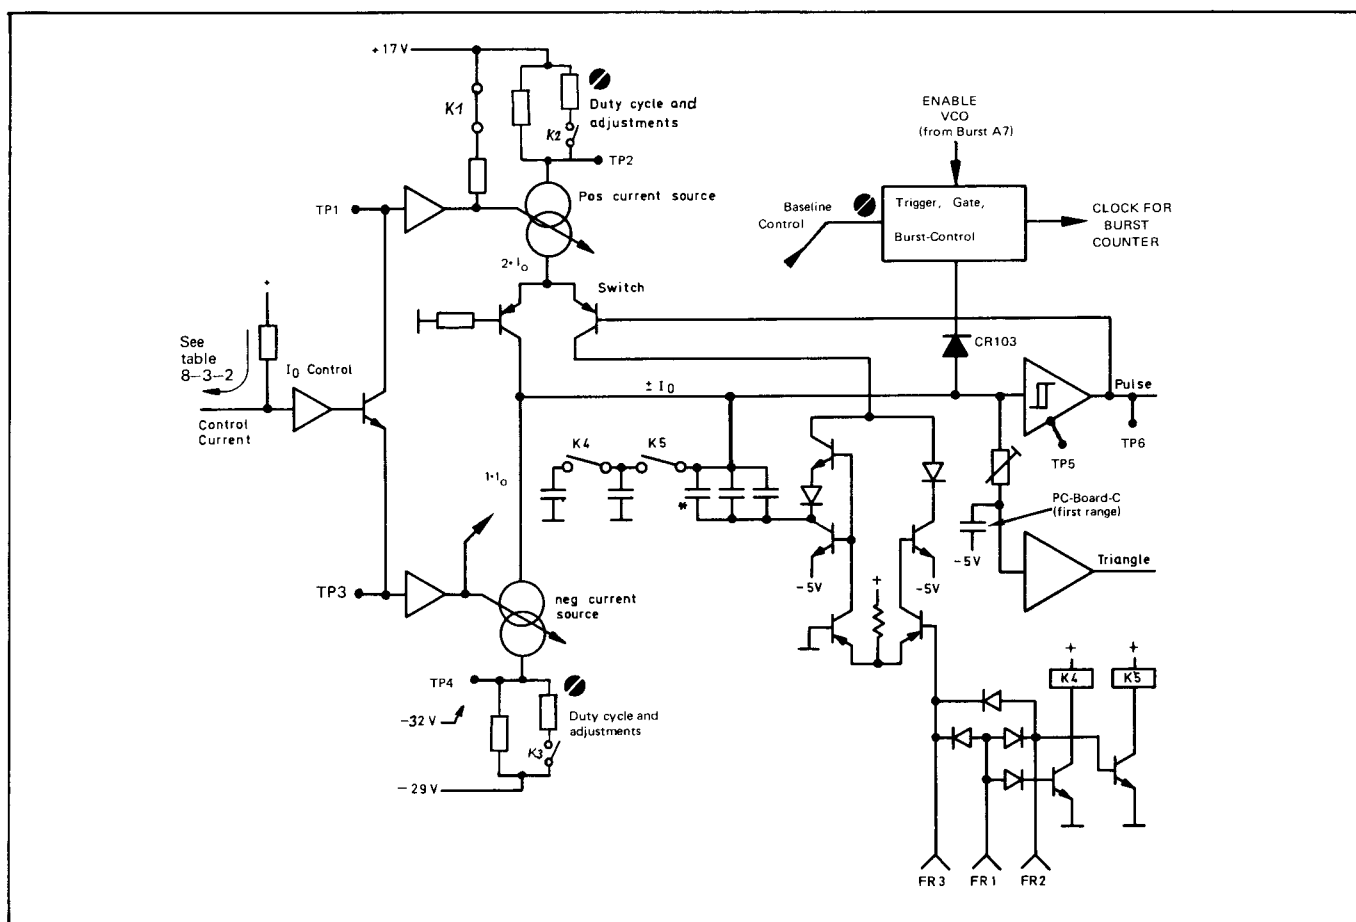 +17V
K1
K2
Duty cycle and
adjustments
TP2
ENABLE
VCO
(from Burst A7)
TP1
Pos current source
Baseline
Control
Trigger, Gate,
Burst-Control
CLOCK FOR
BURST
COUNTER
2·I₀
Switch
+
See
table
8-3-2
I₀ Control
CR103
± I₀
Pulse
Control
Current
K4
K5
TP5
TP6
1·I₀
*
PC-Board-C
(first range)
-5V
Triangle
-5V
+
-5V
TP3
neg current
source
TP4
+
+
K4
K5
-32V
Duty cycle and
adjustments
K3
-29V
FR3
FR1
FR2